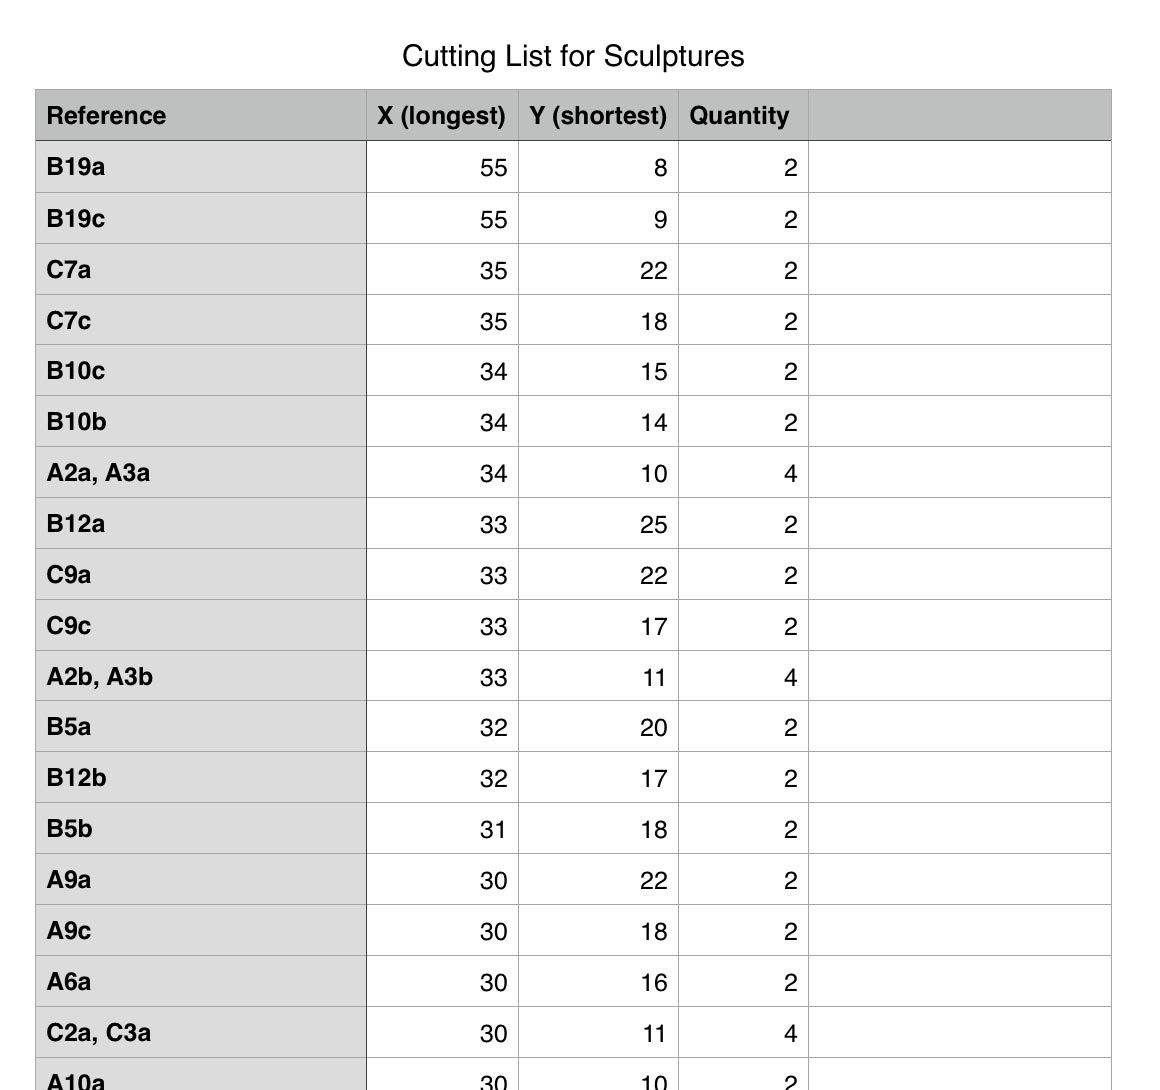 Cutting List for Sculptures
Reference X (longest) Y (shortest) Quantity
B19a 55 8 2
B19c 55 9 2
C7a 35 22 2
C7c 35 18 2
B10c 34 15 2
B10b 34 14 2
A2a, A3a 34 10 4
B12a 33 25 2
C9a 33 22 2
C9c 33 17 2
A2b, A3b 33 11 4
B5a 32 20 2
B12b 32 17 2
B5b 31 18 2
A9a 30 22 2
A9c 30 18 2
A6a 30 16 2
C2a, C3a 30 11 4
A10a 30 10 2